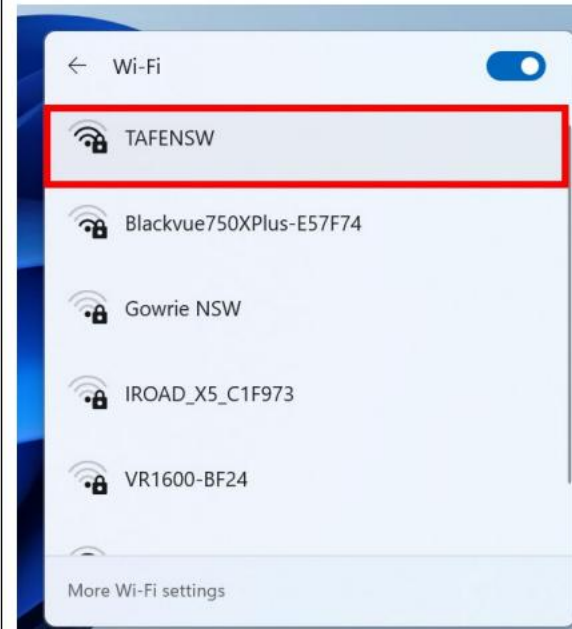 Wi-Fi
TAFENSW
Blackvue750XPlus-E57F74
Gowrie NSW
IROAD_X5_C1F973
VR1600-BF24
More Wi-Fi settings